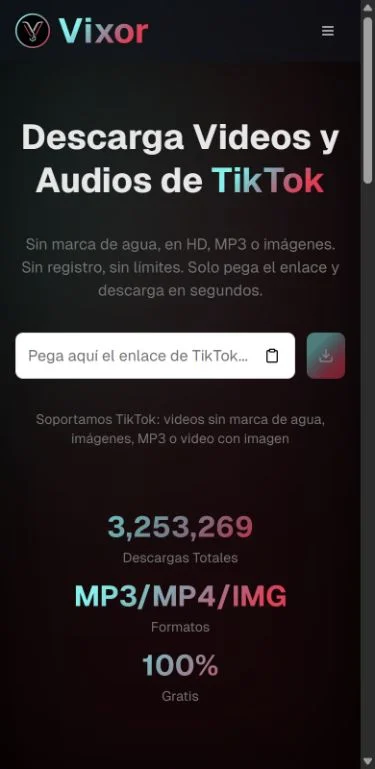 Vixor
Descarga Videos y
Audios de TikTok
Sin marca de agua, en HD, MP3 o imágenes.
Sin registro, sin límites. Solo pega el enlace y
descarga en segundos.
Pega aquí el enlace de TikTok...
Soportamos TikTok: videos sin marca de agua,
imágenes, MP3 o video con imagen
3,253,269
Descargas Totales
MP3/MP4/IMG
Formatos
100%
Gratis